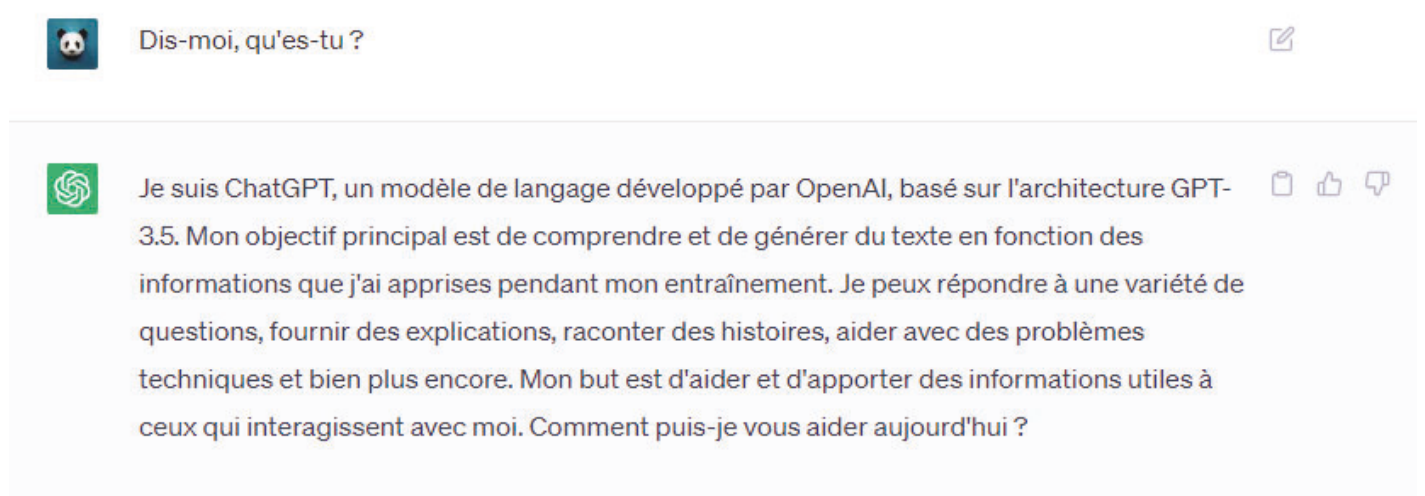 Dis-moi, qu'es-tu ?
Je suis ChatGPT, un modèle de langage développé par OpenAI, basé sur l'architecture GPT-
3.5. Mon objectif principal est de comprendre et de générer du texte en fonction des
informations que j'ai apprises pendant mon entraînement. Je peux répondre à une variété de
questions, fournir des explications, raconter des histoires, aider avec des problèmes
techniques et bien plus encore. Mon but est d'aider et d'apporter des informations utiles à
ceux qui interagissent avec moi. Comment puis-je vous aider aujourd'hui ?